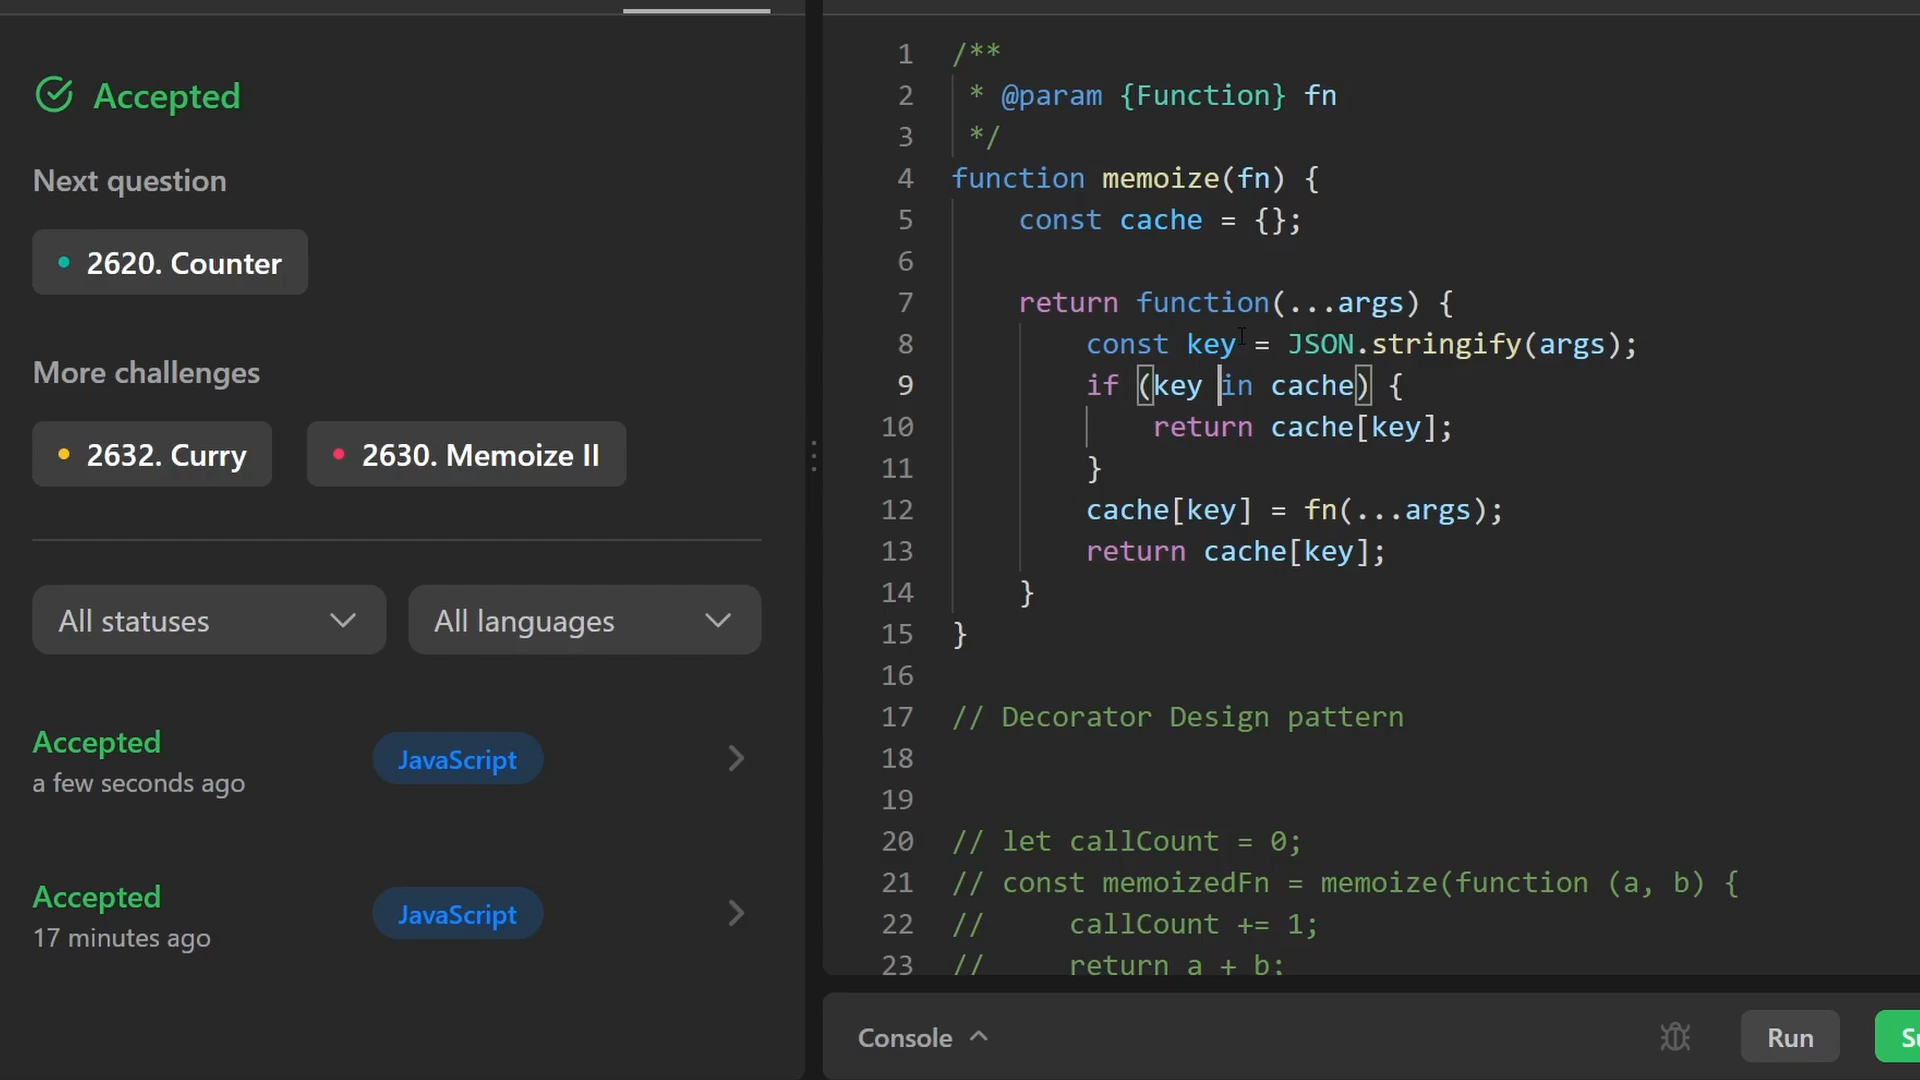 Accepted
Next question
2620. Counter
More challenges
2632. Curry
2630. Memoize II
All statuses
All languages
Accepted
JavaScript
a few seconds ago
Accepted
JavaScript
17 minutes ago
1 /**
2  * @param {Function} fn
3  */
4 function memoize(fn) {
5     const cache = {};
6
7     return function(...args) {
8         const key = JSON.stringify(args);
9         if (key in cache) {
10             return cache[key];
11         }
12         cache[key] = fn(...args);
13         return cache[key];
14     }
15 }
16
17 // Decorator Design pattern
18
19
20 // let callCount = 0;
21 // const memoizedFn = memoize(function (a, b) {
22 //     callCount += 1;
23 //     return a + b;
Console
Run